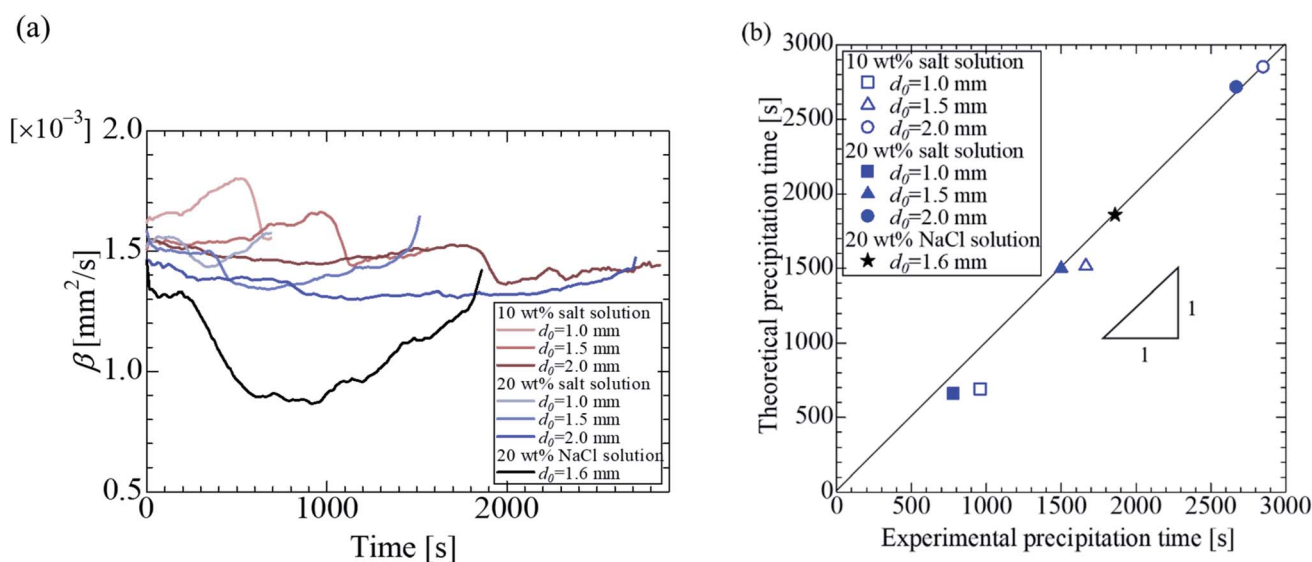 (a)
[×10⁻³]
2.0
1.5
1.0
0.5
β [mm²/s]
0
1000
2000
Time [s]
10 wt% salt solution
d₀=1.0 mm
d₀=1.5 mm
d₀=2.0 mm
20 wt% salt solution
d₀=1.0 mm
d₀=1.5 mm
d₀=2.0 mm
20 wt% NaCl solution
d₀=1.6 mm
(b)
3000
2500
2000
1500
1000
500
0
Theoretical precipitation time [s]
10 wt% salt solution
d₀=1.0 mm
d₀=1.5 mm
d₀=2.0 mm
20 wt% salt solution
d₀=1.0 mm
d₀=1.5 mm
d₀=2.0 mm
20 wt% NaCl solution
d₀=1.6 mm
1
1
0 500 1000 1500 2000 2500 3000
Experimental precipitation time [s]